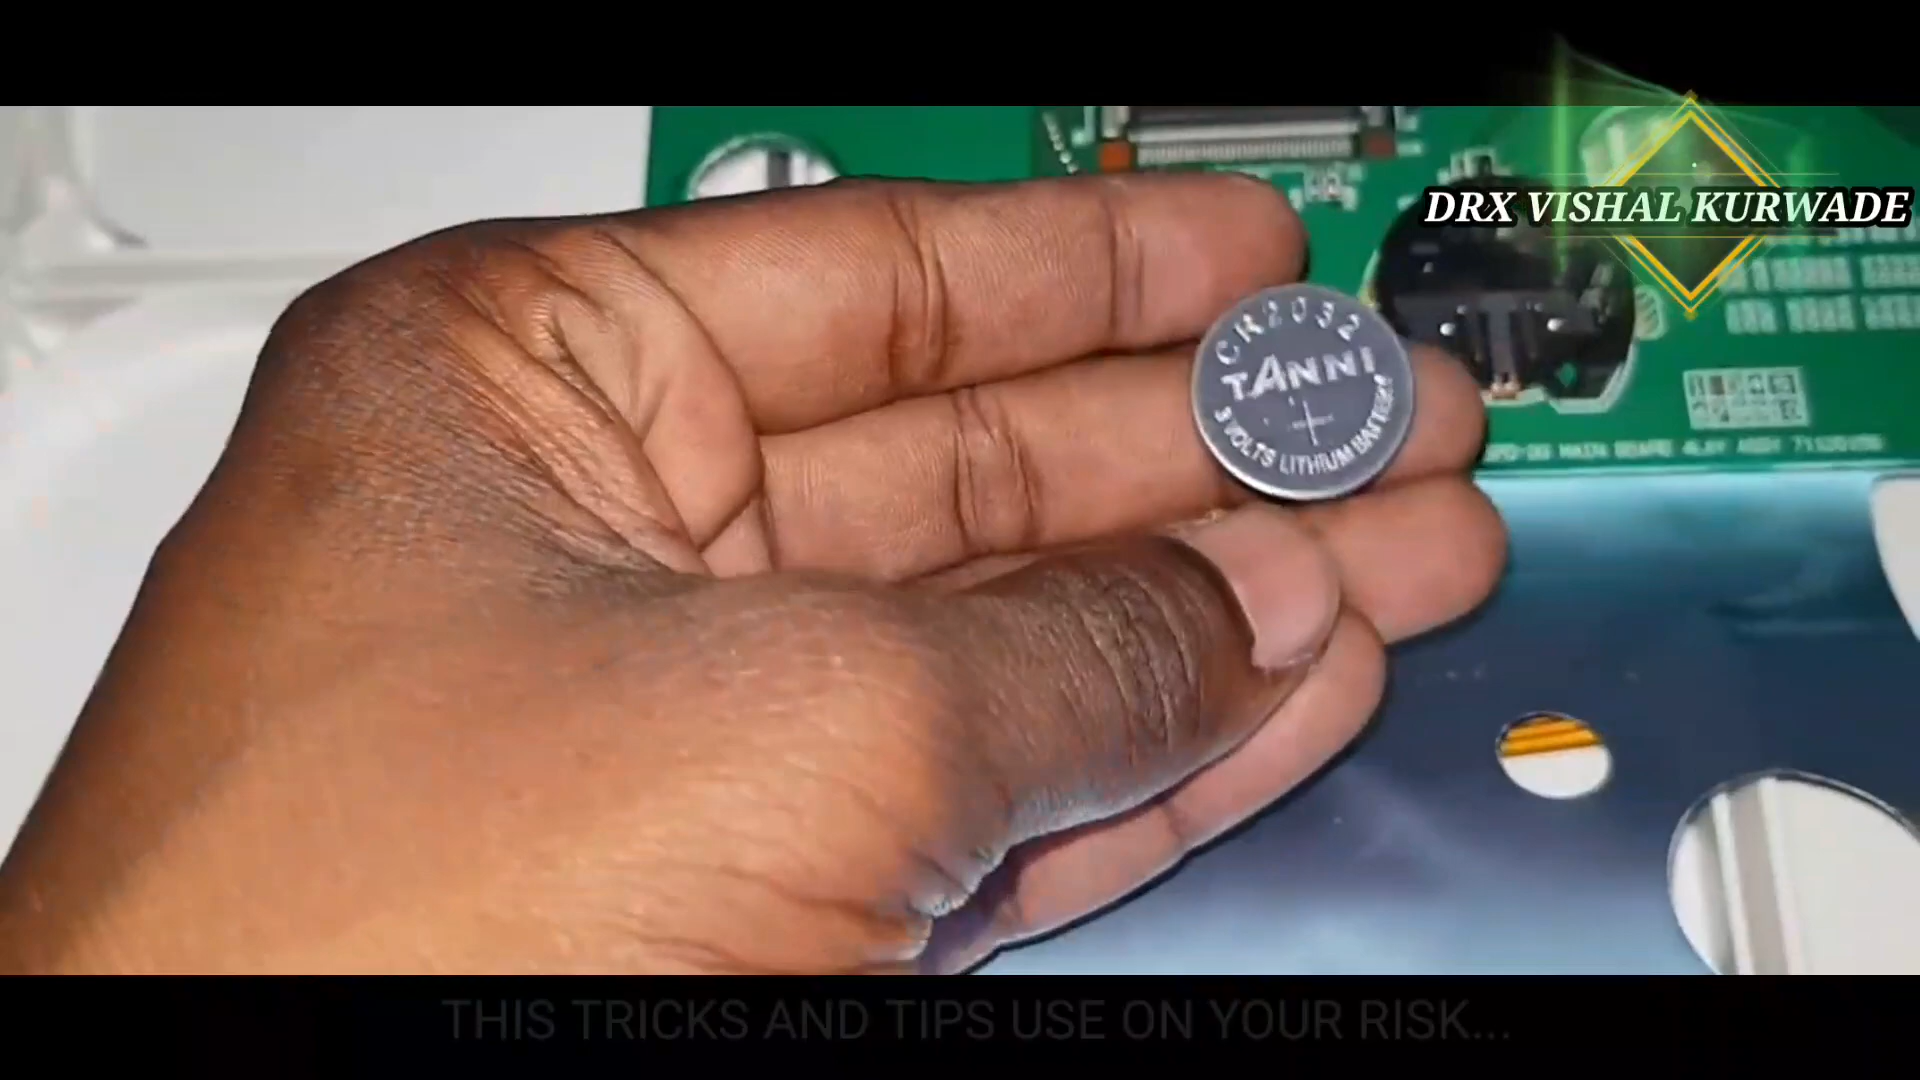 DRX VISHAL KURWADE
CR2032
TANNI
+
3 VOLTS LITHIUM BATTERY
THIS TRICKS AND TIPS USE ON YOUR RISK...